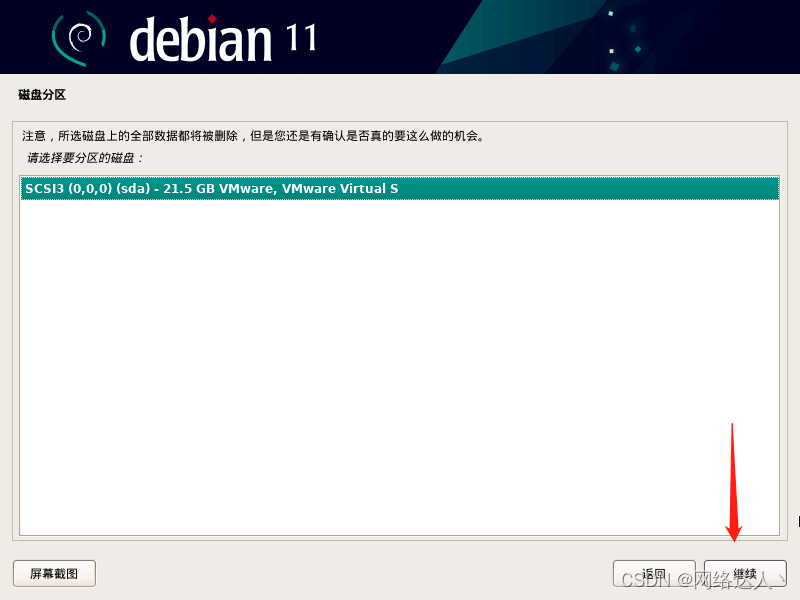 debian 11
磁盘分区
注意，所选磁盘上的全部数据都将被删除，但是您还是有确认是否真的要这么做的机会。
请选择要分区的磁盘：
SCSI3 (0,0,0) (sda) - 21.5 GB VMware, VMware Virtual S
屏幕截图
返回
继续
CSDN @网络达人丶